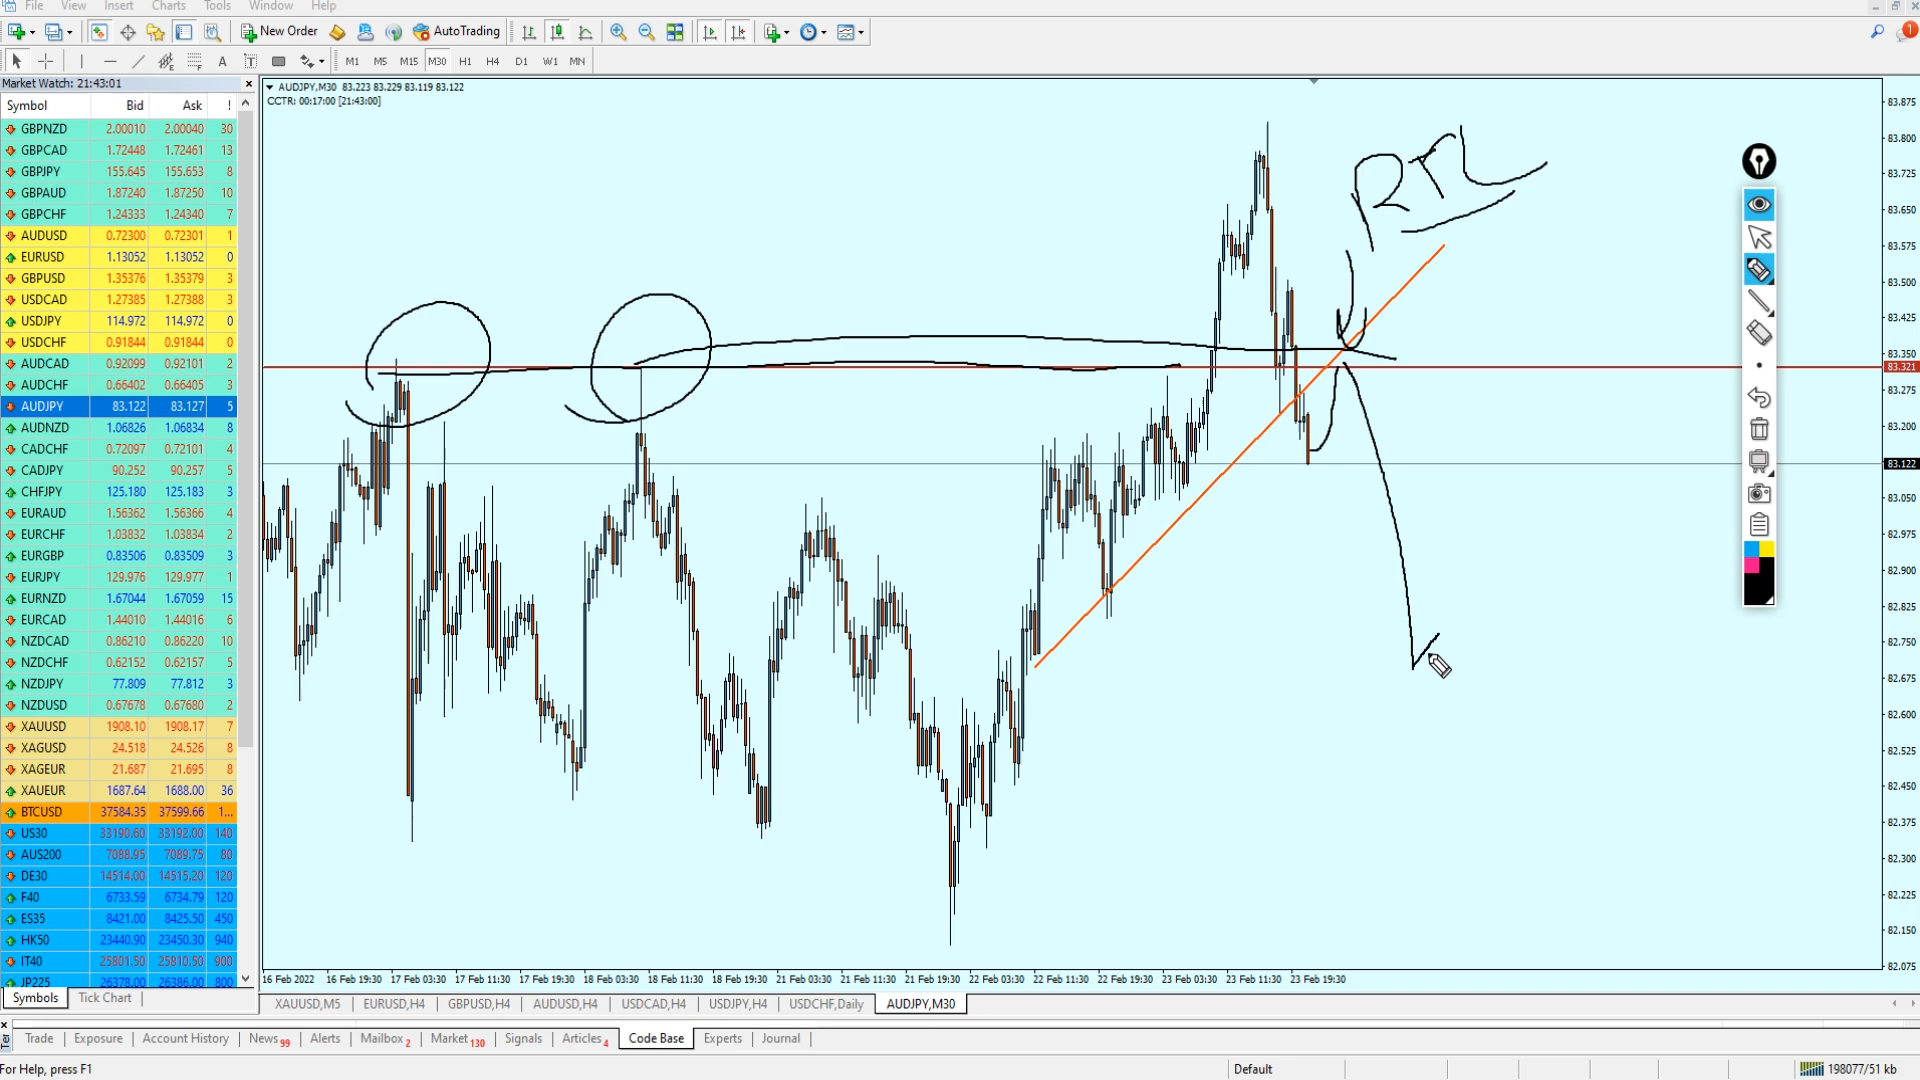 File View Insert Charts Tools Window Help
New Order AutoTrading
A T M1 M5 M15 M30 H1 H4 D1 W1 MN
Market Watch: 21:43:01
Symbol Bid Ask !
GBPNZD 2.00010 2.00040 30
GBPCAD 1.72448 1.72461 13
GBPJPY 155.645 155.653 8
GBPAUD 1.87240 1.87250 10
GBPCHF 1.24333 1.24340 7
AUDUSD 0.72300 0.72301 1
EURUSD 1.13052 1.13052 0
GBPUSD 1.35376 1.35379 3
USDCAD 1.27385 1.27388 3
USDJPY 114.972 114.972 0
USDCHF 0.91844 0.91844 0
AUDCAD 0.92099 0.92101 2
AUDCHF 0.66402 0.66405 3
AUDJPY 83.122 83.127 5
AUDNZD 1.06826 1.06834 8
CADCHF 0.72097 0.72101 4
CADJPY 90.252 90.257 5
CHFJPY 125.180 125.183 3
EURAUD 1.56362 1.56366 4
EURCHF 1.03832 1.03834 2
EURGBP 0.83506 0.83509 3
EURJPY 129.976 129.977 1
EURNZD 1.67044 1.67059 15
EURCAD 1.44010 1.44016 6
NZDCAD 0.86210 0.86220 10
NZDCHF 0.62152 0.62157 5
NZDJPY 77.809 77.812 3
NZDUSD 0.67678 0.67680 2
XAUUSD 1908.10 1908.17 7
XAGUSD 24.518 24.526 8
XAGEUR 21.687 21.695 8
XAUEUR 1687.64 1688.00 36
BTCUSD 37584.35 37599.66 1...
US30 33190.60 33192.00 140
AUS200 7088.95 7089.75 80
DE30 14514.00 14515.20 120
F40 6733.59 6734.79 120
ES35 8421.00 8425.50 450
HK50 23440.90 23450.30 940
IT40 25801.50 25810.50 900
JP225 26378.00 26386.00 800
Symbols Tick Chart
AUDJPY,M30 83.223 83.229 83.119 83.122
CCTR: 00:17:00 [21:43:00]
83.875
83.800
83.725
83.650
83.575
83.500
83.425
83.350
83.321
83.275
83.200
83.122
83.050
82.975
82.900
82.825
82.750
82.675
82.600
82.525
82.450
82.375
82.300
82.225
82.150
82.075
16 Feb 2022 16 Feb 19:30 17 Feb 03:30 17 Feb 11:30 17 Feb 19:30 18 Feb 03:30 18 Feb 11:30 18 Feb 19:30 21 Feb 03:30 21 Feb 11:30 21 Feb 19:30 22 Feb 03:30 22 Feb 11:30 22 Feb 19:30 23 Feb 03:30 23 Feb 11:30 23 Feb 19:30
XAUUSD,M5 EURUSD,H4 GBPUSD,H4 AUDUSD,H4 USDCAD,H4 USDJPY,H4 USDCHF,Daily AUDJPY,M30
Trade Exposure Account History News 99 Alerts Mailbox 2 Market 130 Signals Articles 4 Code Base Experts Journal
For Help, press F1 Default 198077/51 kb